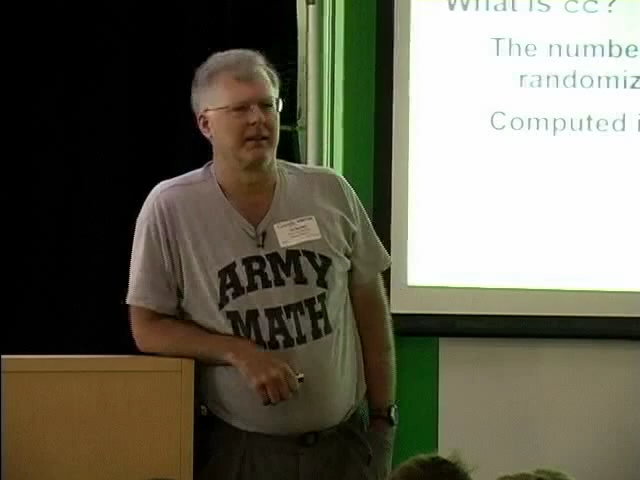 What is cc?
The numbe
randomiz
Computed i
ARMY
MATH